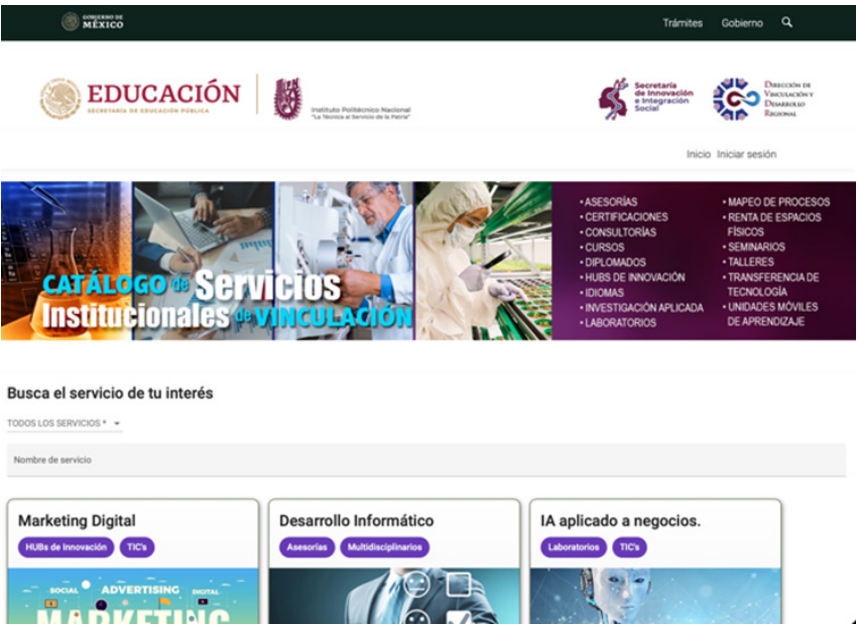 GOBIERNO DE
MÉXICO
Trámites Gobierno
EDUCACIÓN
SECRETARÍA DE EDUCACIÓN PÚBLICA
Instituto Politécnico Nacional
"La Técnica al Servicio de la Patria"
Secretaría
de Innovación
e Integración
Social
Dirección de
Vinculación y
Desarrollo
Regional
Inicio Iniciar sesión
CATÁLOGO de Servicios
Institucionales de VINCULACIÓN
• ASESORÍAS
• CERTIFICACIONES
• CONSULTORÍAS
• CURSOS
• DIPLOMADOS
• HUBS DE INNOVACIÓN
• IDIOMAS
• INVESTIGACIÓN APLICADA
• LABORATORIOS
• MAPEO DE PROCESOS
• RENTA DE ESPACIOS
FÍSICOS
• SEMINARIOS
• TALLERES
• TRANSFERENCIA DE
TECNOLOGÍA
• UNIDADES MÓVILES
DE APRENDIZAJE
Busca el servicio de tu interés
TODOS LOS SERVICIOS *
Nombre de servicio
Marketing Digital
HUBs de Innovación TIC's
SOCIAL ADVERTISING DIGITAL
MARKETING
Desarrollo Informático
Asesorías Multidisciplinarios
IA aplicado a negocios.
Laboratorios TIC's